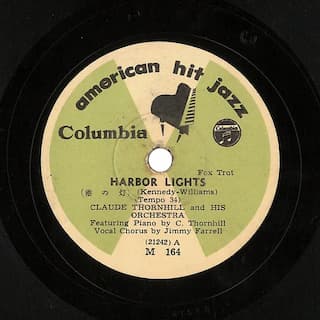 american hit jazz
Columbia
Columbia
Fox Trot
HARBOR LIGHTS
(港の灯) (Kennedy-Williams)
(Tempo 34)
CLAUDE THORNHILL and HIS
ORCHESTRA
Featuring Piano by C. Thornhill
Vocal Chorus by Jimmy Farrell
(21242) A
M 164